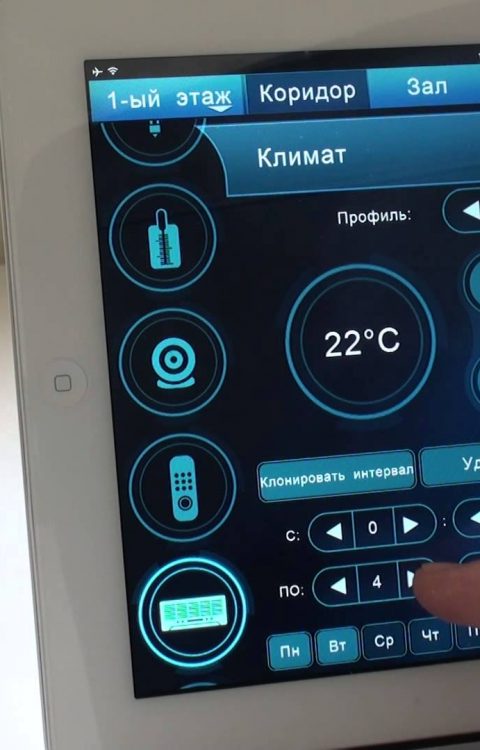 1-ый этаж Коридор Зал
Климат
Профиль:
22°C
Клонировать интервал
С: 0 :
ПО: 4
Пн Вт Ср Чт